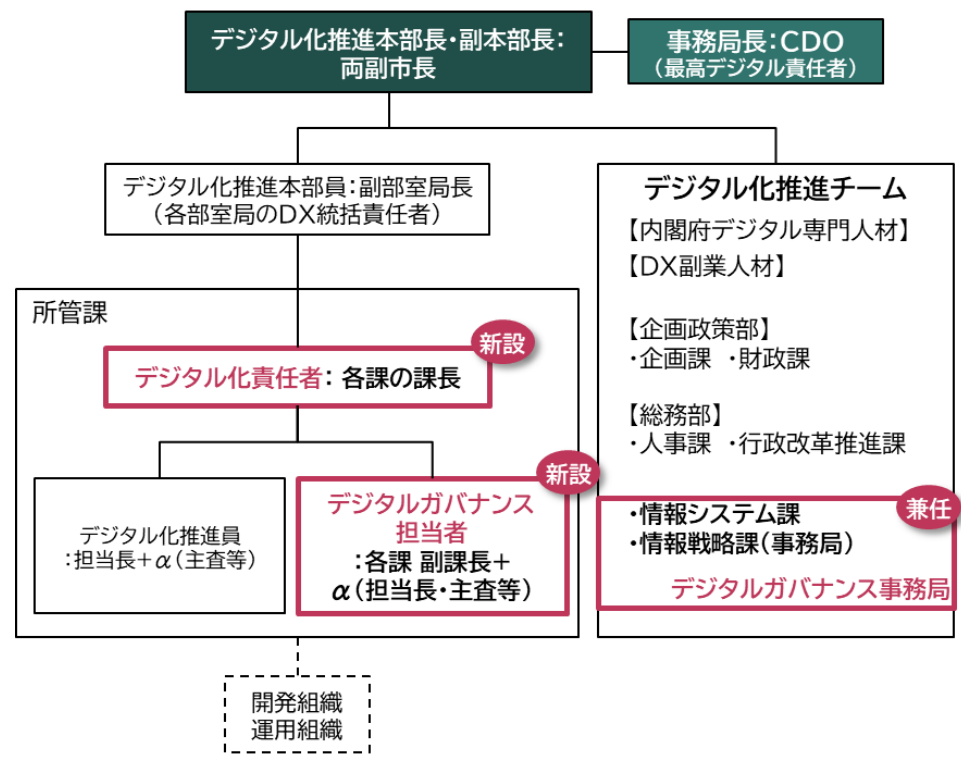 デジタル化推進本部長・副本部長：
両副市長
事務局長：CDO
（最高デジタル責任者）
デジタル化推進本部員：副部室局長
（各部室局のDX統括責任者）
所管課
新設
デジタル化責任者：各課の課長
デジタル化推進員
：担当長＋α（主査等）
新設
デジタルガバナンス
担当者
：各課 副課長＋
α（担当長・主査等）
開発組織
運用組織
デジタル化推進チーム
【内閣府デジタル専門人材】
【DX副業人材】
【企画政策部】
・企画課 ・財政課
【総務部】
・人事課 ・行政改革推進課
兼任
・情報システム課
・情報戦略課（事務局）
デジタルガバナンス事務局